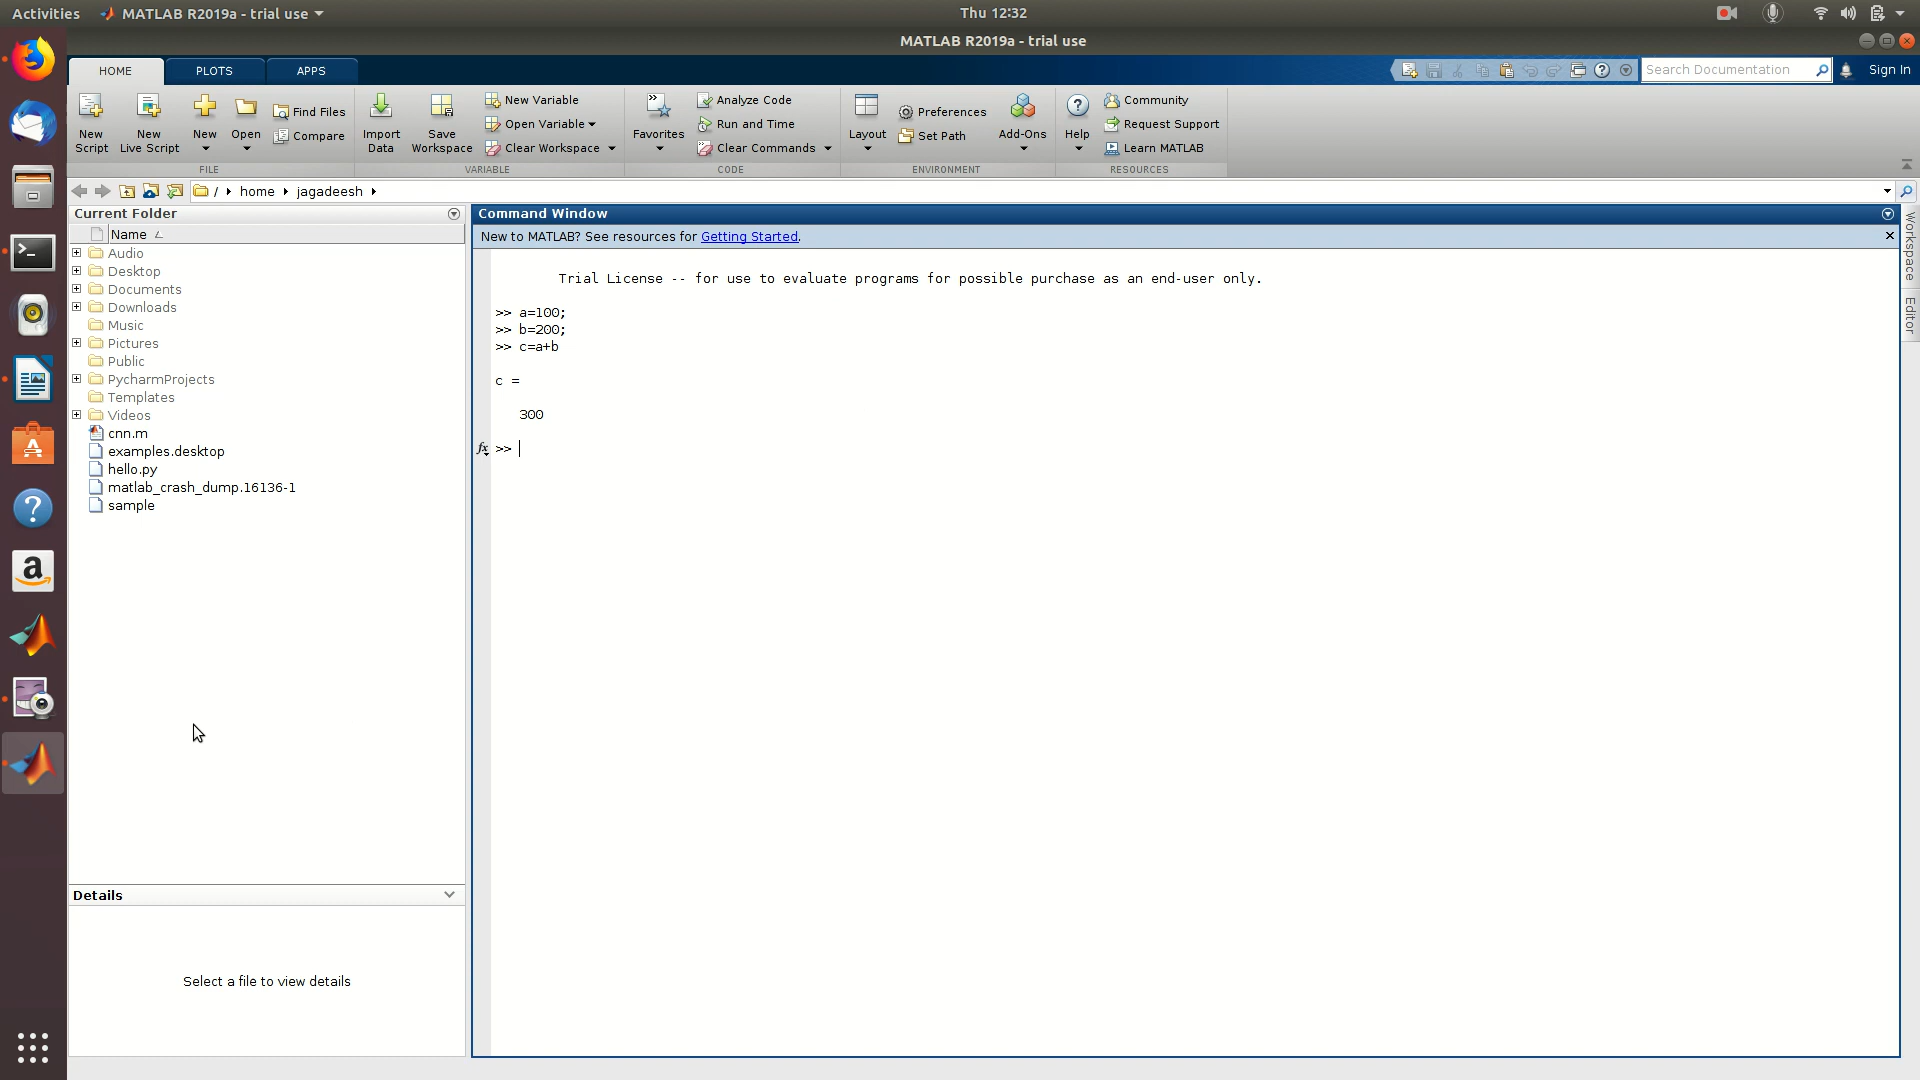 Activities MATLAB R2019a - trial use Thu 12:32
MATLAB R2019a - trial use
HOME PLOTS APPS Search Documentation Sign In
New Script
New Live Script
New
Open
Find Files
Compare
FILE
Import Data
Save Workspace
New Variable
Open Variable
Clear Workspace
VARIABLE
Favorites
Analyze Code
Run and Time
Clear Commands
CODE
Layout
Preferences
Set Path
Add-Ons
ENVIRONMENT
Help
Community
Request Support
Learn MATLAB
RESOURCES
/ home jagadeesh
Current Folder
Name
Audio
Desktop
Documents
Downloads
Music
Pictures
Public
PycharmProjects
Templates
Videos
cnn.m
examples.desktop
hello.py
matlab_crash_dump.16136-1
sample
Details
Select a file to view details
Command Window
New to MATLAB? See resources for Getting Started.
Trial License -- for use to evaluate programs for possible purchase as an end-user only.
>> a=100;
>> b=200;
>> c=a+b
c =
300
fx >>
Workspace
Editor